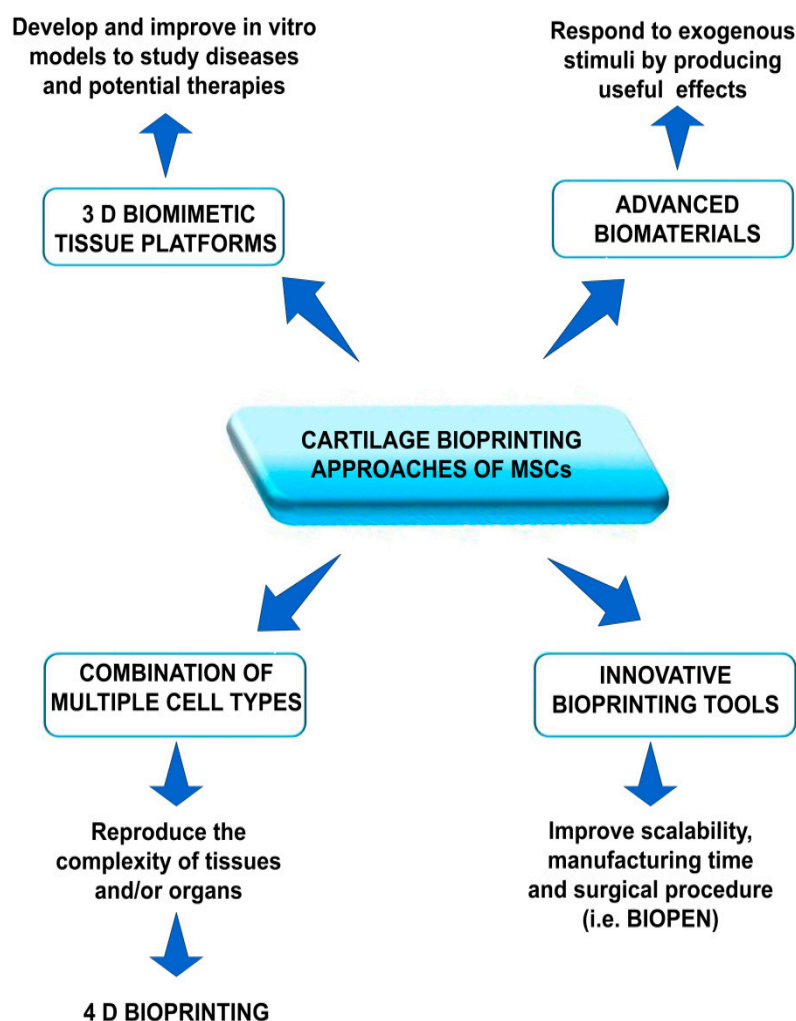 Develop and improve in vitro
models to study diseases
and potential therapies
Respond to exogenous
stimuli by producing
useful effects
3 D BIOMIMETIC
TISSUE PLATFORMS
ADVANCED
BIOMATERIALS
CARTILAGE BIOPRINTING
APPROACHES OF MSCs
COMBINATION OF
MULTIPLE CELL TYPES
INNOVATIVE
BIOPRINTING TOOLS
Reproduce the
complexity of tissues
and/or organs
Improve scalability,
manufacturing time
and surgical procedure
(i.e. BIOPEN)
4 D BIOPRINTING